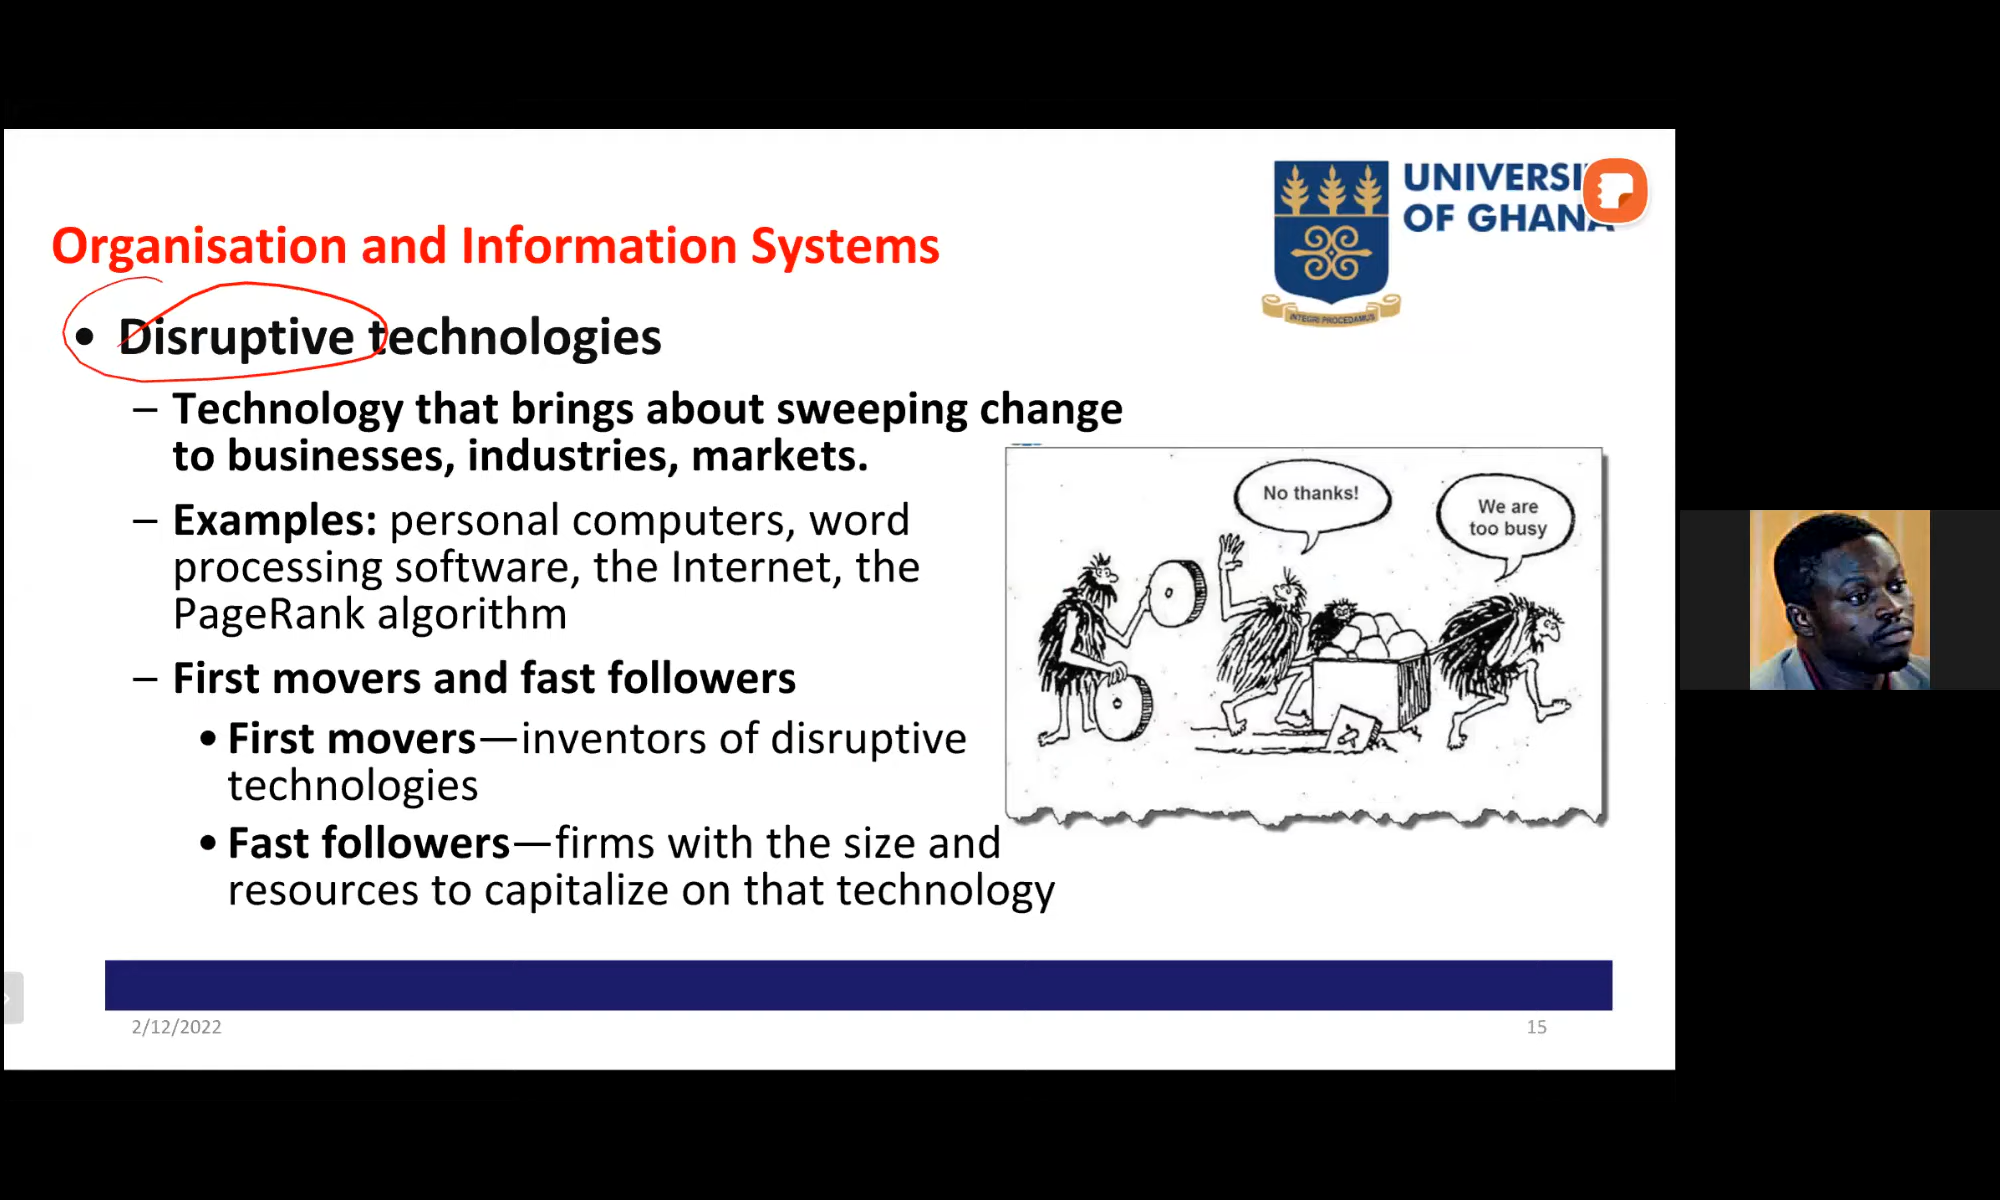 UNIVERSI
OF GHANA
INTEGRI PROCEDAMUS
Organisation and Information Systems
• Disruptive technologies
– Technology that brings about sweeping change
to businesses, industries, markets.
– Examples: personal computers, word
processing software, the Internet, the
PageRank algorithm
– First movers and fast followers
• First movers—inventors of disruptive
technologies
• Fast followers—firms with the size and
resources to capitalize on that technology
No thanks!
We are
too busy
2/12/2022
15